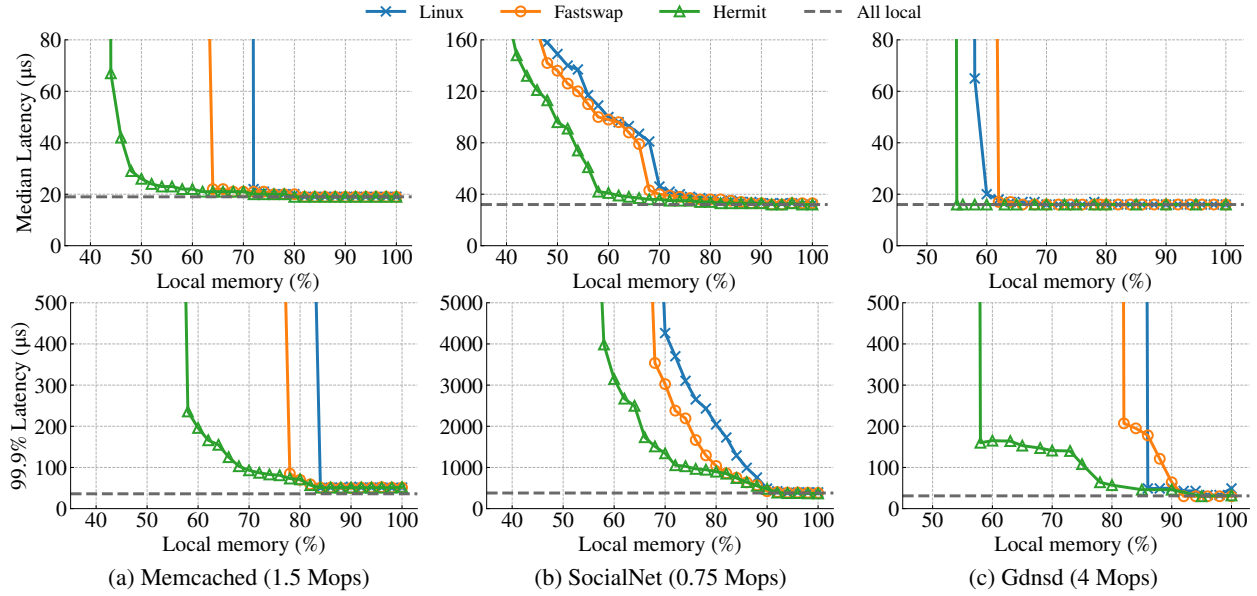 Linux Fastswap Hermit All local
Median Latency (μs)
80
60
40
20
0
40 50 60 70 80 90 100
Local memory (%)
160
120
80
40
0
40 50 60 70 80 90 100
Local memory (%)
80
60
40
20
0
50 60 70 80 90 100
Local memory (%)
99.9% Latency (μs)
500
400
300
200
100
0
40 50 60 70 80 90 100
Local memory (%)
5000
4000
3000
2000
1000
0
40 50 60 70 80 90 100
Local memory (%)
500
400
300
200
100
0
50 60 70 80 90 100
Local memory (%)
(a) Memcached (1.5 Mops)
(b) SocialNet (0.75 Mops)
(c) Gdnsd (4 Mops)